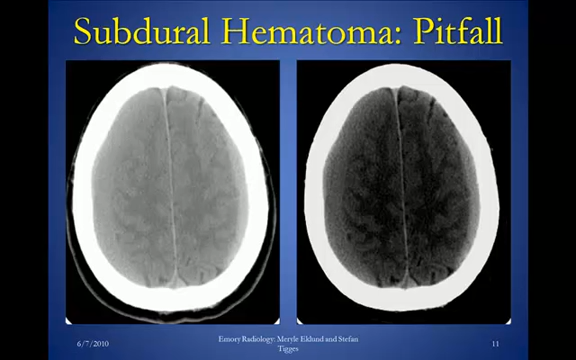 Subdural Hematoma: Pitfall
6/7/2010
Emory Radiology: Meryle Eklund and Stefan
Tigges
11